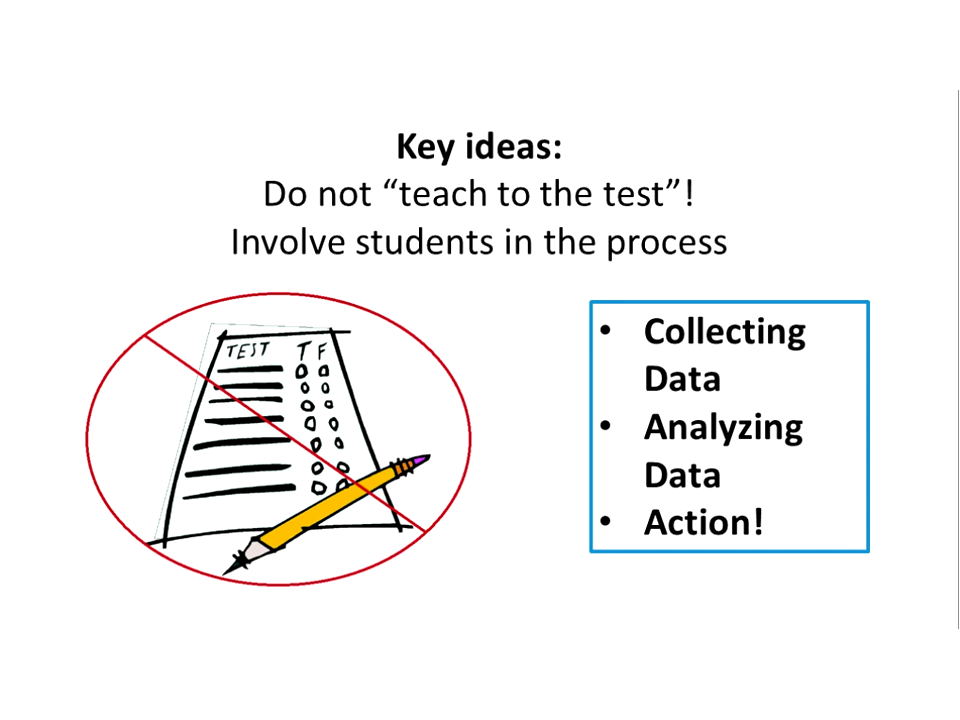 Key ideas:
Do not “teach to the test”!
Involve students in the process
TEST T F
• Collecting
Data
• Analyzing
Data
• Action!